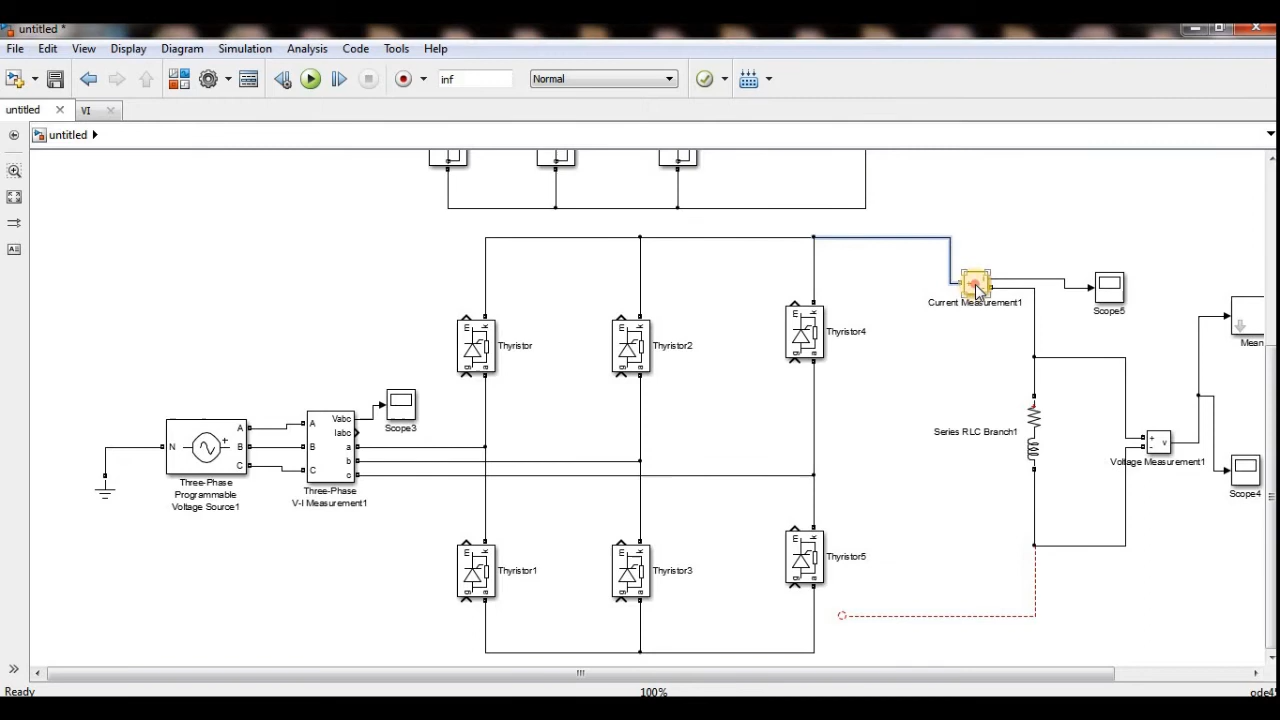 untitled *
File Edit View Display Diagram Simulation Analysis Code Tools Help
inf
Normal
untitled
VI
untitled
Current Measurement1
Scope5
Mean
Thyristor
Thyristor2
Thyristor4
E k
g a
E k
g a
E k
g a
Scope3
Series RLC Branch1
+
-
v
Voltage Measurement1
Scope4
N
+
A
B
C
A
B
C
Vabc
Iabc
a
b
c
Three-Phase
Programmable
Voltage Source1
Three-Phase
V-I Measurement1
Thyristor1
Thyristor3
Thyristor5
E k
g a
E k
g a
E k
g a
Ready
100%
ode4